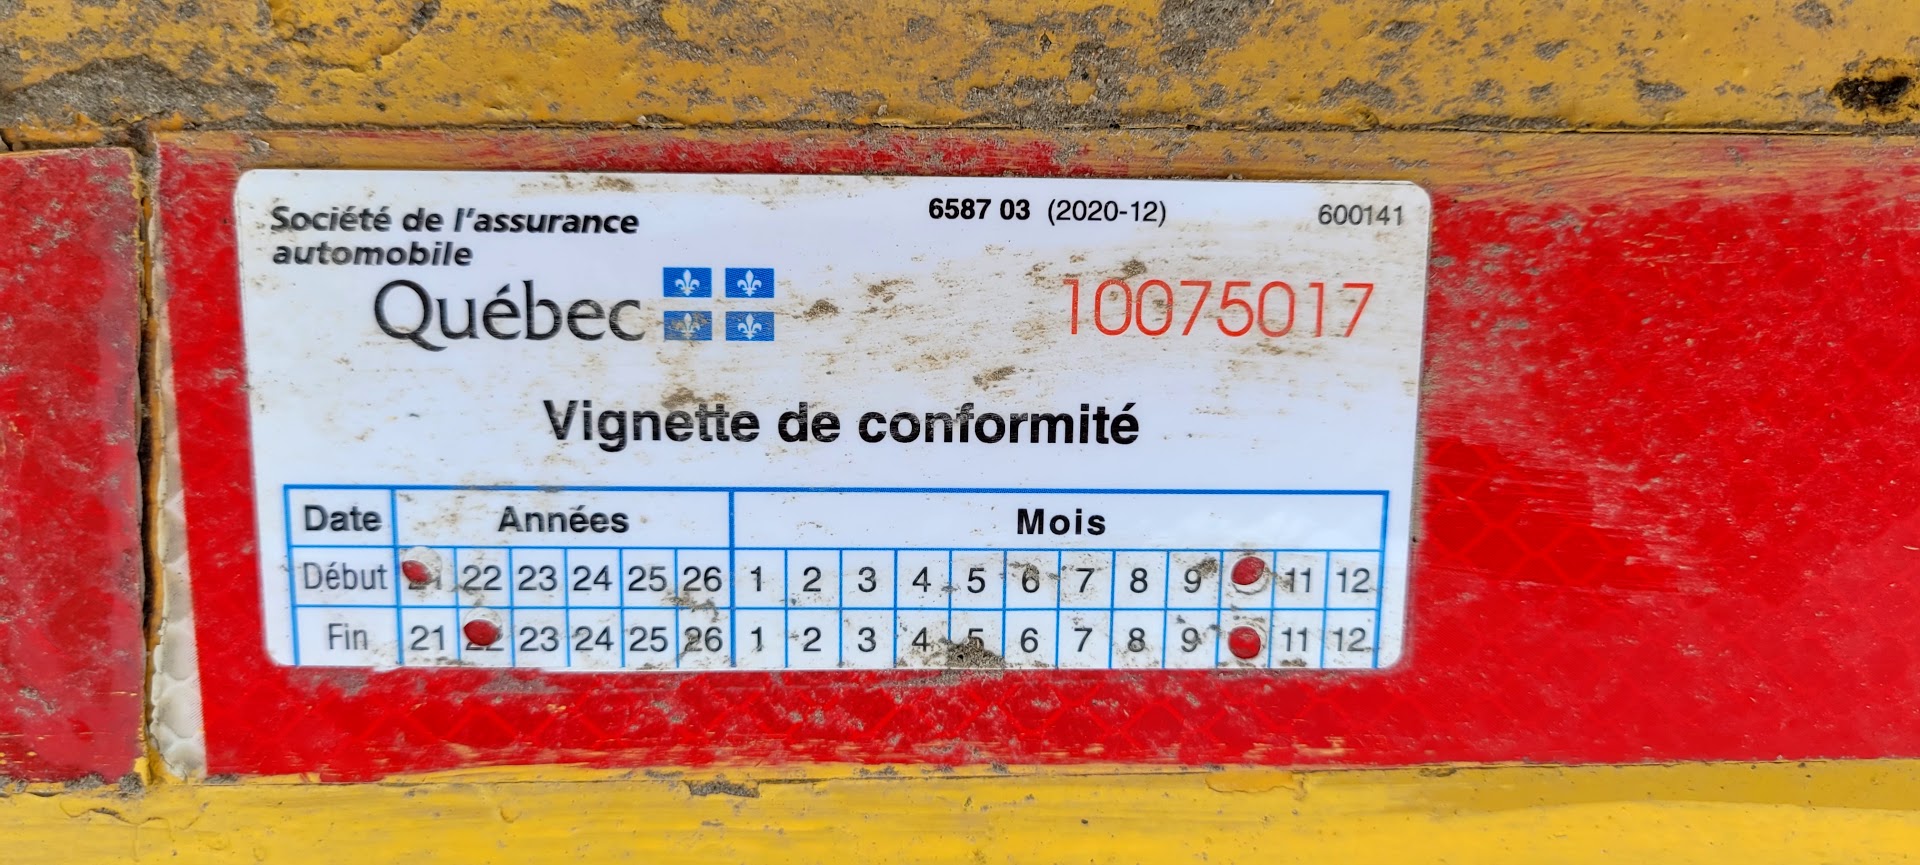 Société de l'assurance
automobile
Québec
6587 03 (2020-12)
600141
10075017
Vignette de conformité
Date Années Mois
Début 22 23 24 25 26 1 2 3 4 5 6 7 8 9 11 12
Fin 21 23 24 25 26 1 2 3 4 5 6 7 8 9 11 12